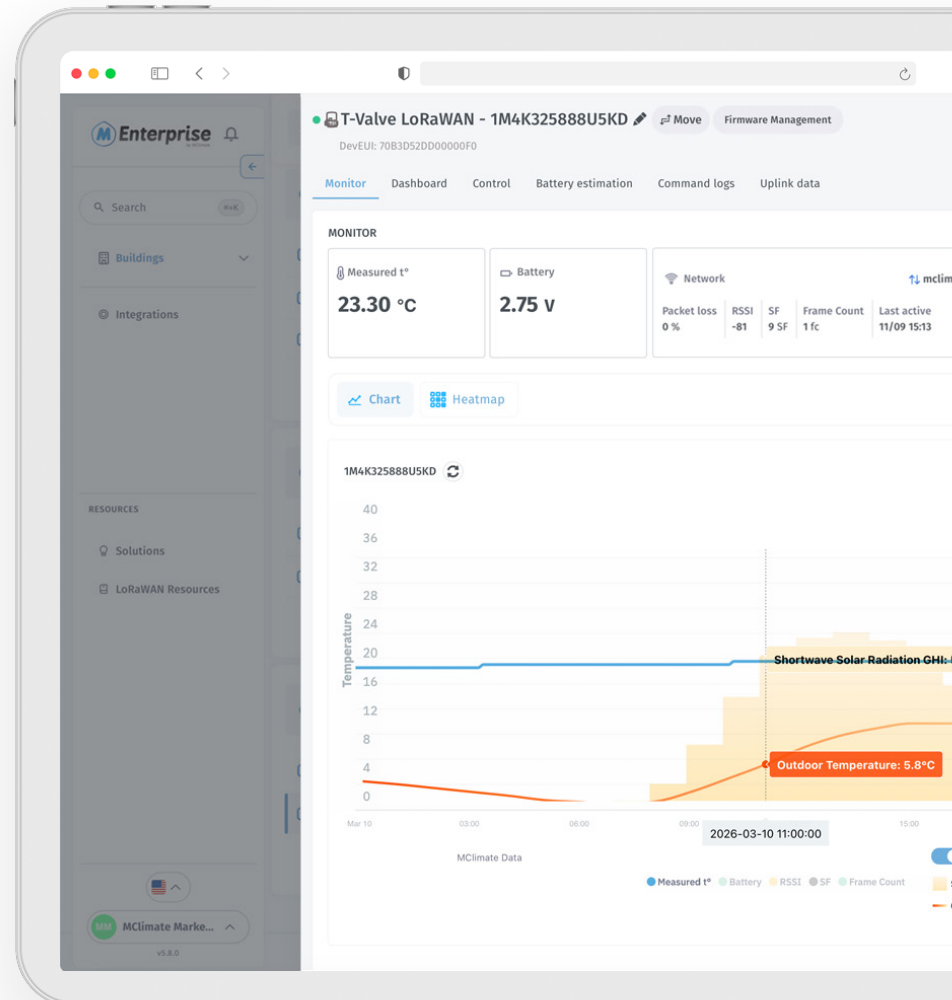 M Enterprise
by MClimate
Search
⌘+K
Buildings
Integrations
RESOURCES
Solutions
LoRaWAN Resources
MM
MClimate Marke...
v5.8.0
T-Valve LoRaWAN - 1M4K325888U5KD
Move
Firmware Management
DevEUI: 70B3D52DD00000F0
Monitor Dashboard Control Battery estimation Command logs Uplink data
MONITOR
Measured t°
23.30 °C
Battery
2.75 V
Network
mclim
Packet loss RSSI SF Frame Count Last active
0 % -81 9 SF 1 fc 11/09 15:13
Chart
Heatmap
1M4K325888U5KD
Temperature
40
36
32
28
24
20
16
12
8
4
0
Shortwave Solar Radiation GHI:
Outdoor Temperature: 5.8°C
Mar 10 03:00 06:00 09:00 15:00
2026-03-10 11:00:00
MClimate Data
Measured t° Battery RSSI SF Frame Count